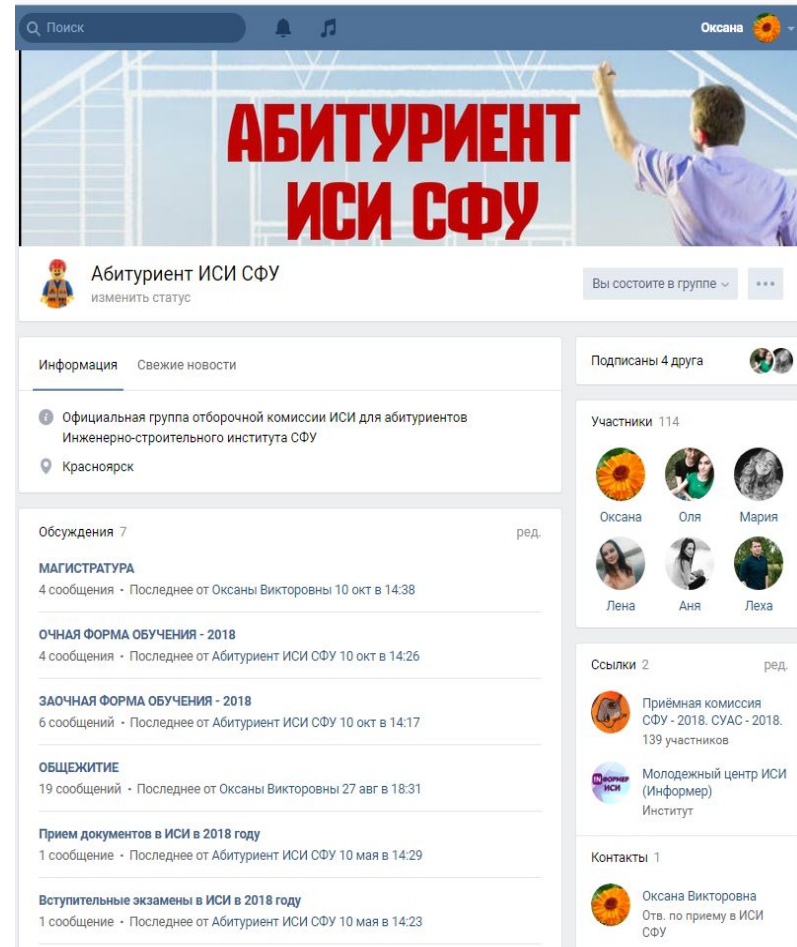 Поиск
Оксана
АБИТУРИЕНТ
ИСИ СФУ
Абитуриент ИСИ СФУ
изменить статус
Вы состоите в группе
Информация Свежие новости
Официальная группа отборочной комиссии ИСИ для абитуриентов
Инженерно-строительного института СФУ
Красноярск
Обсуждения 7 ред.
МАГИСТРАТУРА
4 сообщения • Последнее от Оксаны Викторовны 10 окт в 14:38
ОЧНАЯ ФОРМА ОБУЧЕНИЯ - 2018
4 сообщения • Последнее от Абитуриент ИСИ СФУ 10 окт в 14:26
ЗАОЧНАЯ ФОРМА ОБУЧЕНИЯ - 2018
6 сообщений • Последнее от Абитуриент ИСИ СФУ 10 окт в 14:17
ОБЩЕЖИТИЕ
19 сообщений • Последнее от Оксаны Викторовны 27 авг в 18:31
Прием документов в ИСИ в 2018 году
1 сообщение • Последнее от Абитуриент ИСИ СФУ 10 мая в 14:29
Вступительные экзамены в ИСИ в 2018 году
1 сообщение • Последнее от Абитуриент ИСИ СФУ 10 мая в 14:23
Подписаны 4 друга
Участники 114
Оксана Оля Мария
Лена Аня Леха
Ссылки 2 ред.
Приёмная комиссия
СФУ - 2018. СУАС - 2018.
139 участников
INФОРМЕР
ИСИ
Молодежный центр ИСИ
(Информер)
Институт
Контакты 1
Оксана Викторовна
Отв. по приему в ИСИ
СФУ